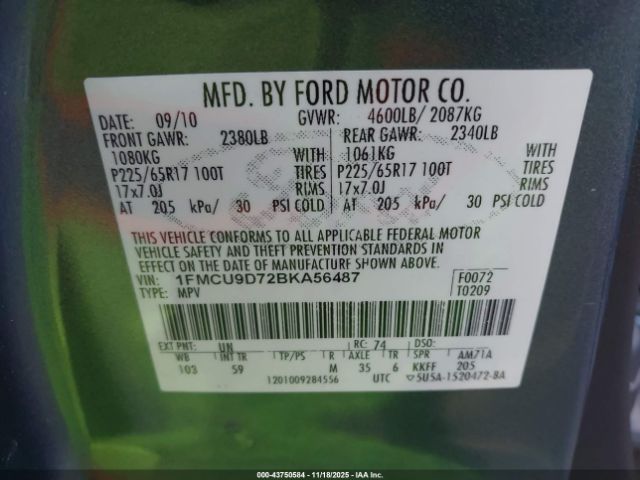 MFD. BY FORD MOTOR CO.
DATE: 09/10 GVWR: 4600LB/ 2087KG
FRONT GAWR: 2380LB REAR GAWR: 2340LB
1080KG WITH 1061KG WITH
P225/65R17 100T TIRES P225/65R17 100T TIRES
17x7.0J RIMS 17x7.0J RIMS
AT 205 kPa/ 30 PSI COLD AT 205 kPa/ 30 PSI COLD
THIS VEHICLE CONFORMS TO ALL APPLICABLE FEDERAL MOTOR
VEHICLE SAFETY AND THEFT PREVENTION STANDARDS IN
EFFECT ON THE DATE OF MANUFACTURE SHOWN ABOVE.
VIN: 1FMCU9D72BKA56487 F0072
TYPE: MPV T0209
EXT PNT: UN RC: 74 DSO:
WB INT TR TP/PS R AXLE TR SPR AM71A
103 59 M 35 6 KKFF 205
1201009284556 UTC 5U5A-1520472-BA
000-43750584 | 11/18/2025 | IAA, Inc.